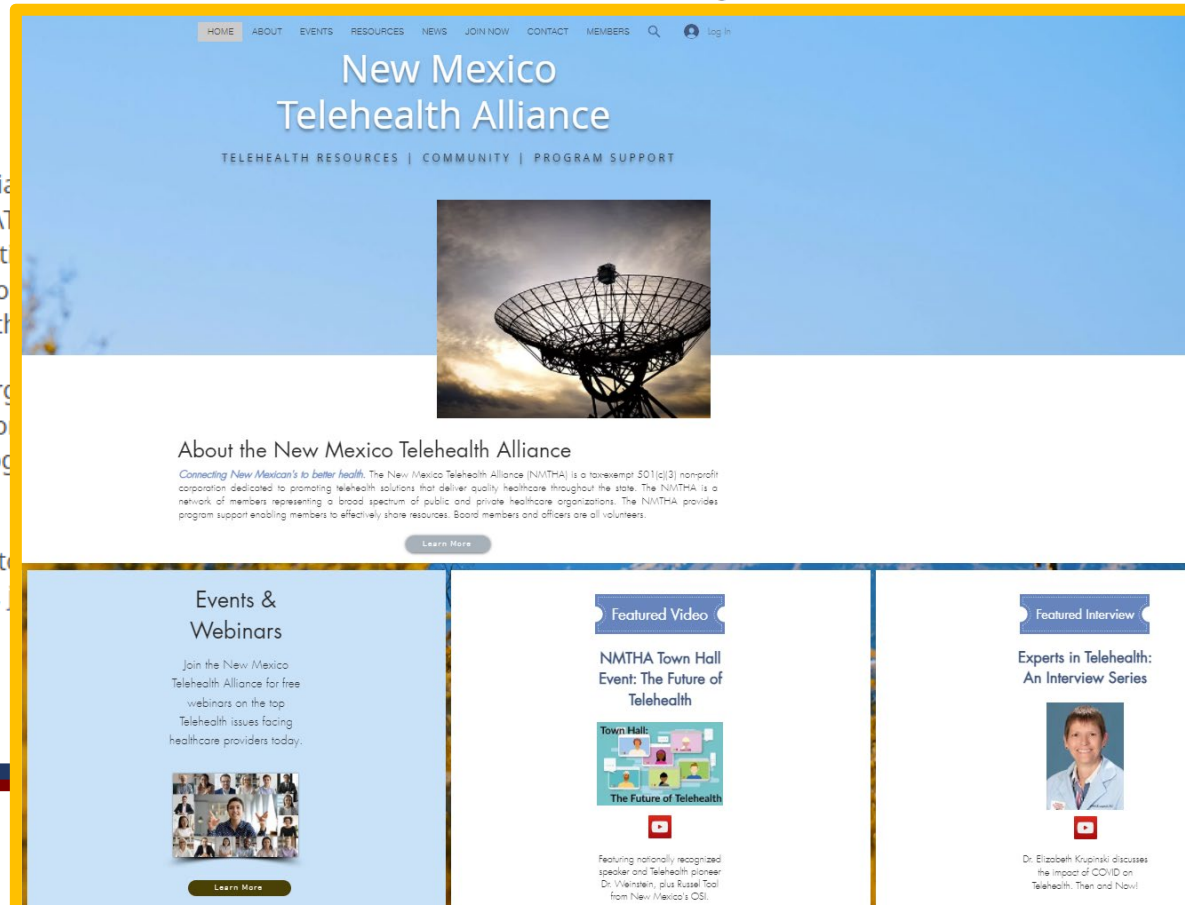 HOME ABOUT EVENTS RESOURCES NEWS JOIN NOW CONTACT MEMBERS Log In
New Mexico
Telehealth Alliance
TELEHEALTH RESOURCES | COMMUNITY | PROGRAM SUPPORT
About the New Mexico Telehealth Alliance
Connecting New Mexican's to better health. The New Mexico Telehealth Alliance (NMTHA) is a tax-exempt 501(c)(3) non-profit
corporation dedicated to promoting telehealth solutions that deliver quality healthcare throughout the state. The NMTHA is a
network of members representing a broad spectrum of public and private healthcare organizations. The NMTHA provides
program support enabling members to effectively share resources. Board members and officers are all volunteers.
Learn More
Events &
Webinars
Join the New Mexico
Telehealth Alliance for free
webinars on the top
Telehealth issues facing
healthcare providers today.
Learn More
Featured Video
NMTHA Town Hall
Event: The Future of
Telehealth
Town Hall:
The Future of Telehealth
Featuring nationally recognized
speaker and Telehealth pioneer
Dr. Weinstein, plus Russel Toal
from New Mexico's OSI.
Featured Interview
Experts in Telehealth:
An Interview Series
Dr. Elizabeth Krupinski discusses
the impact of COVID on
Telehealth. Then and Now!